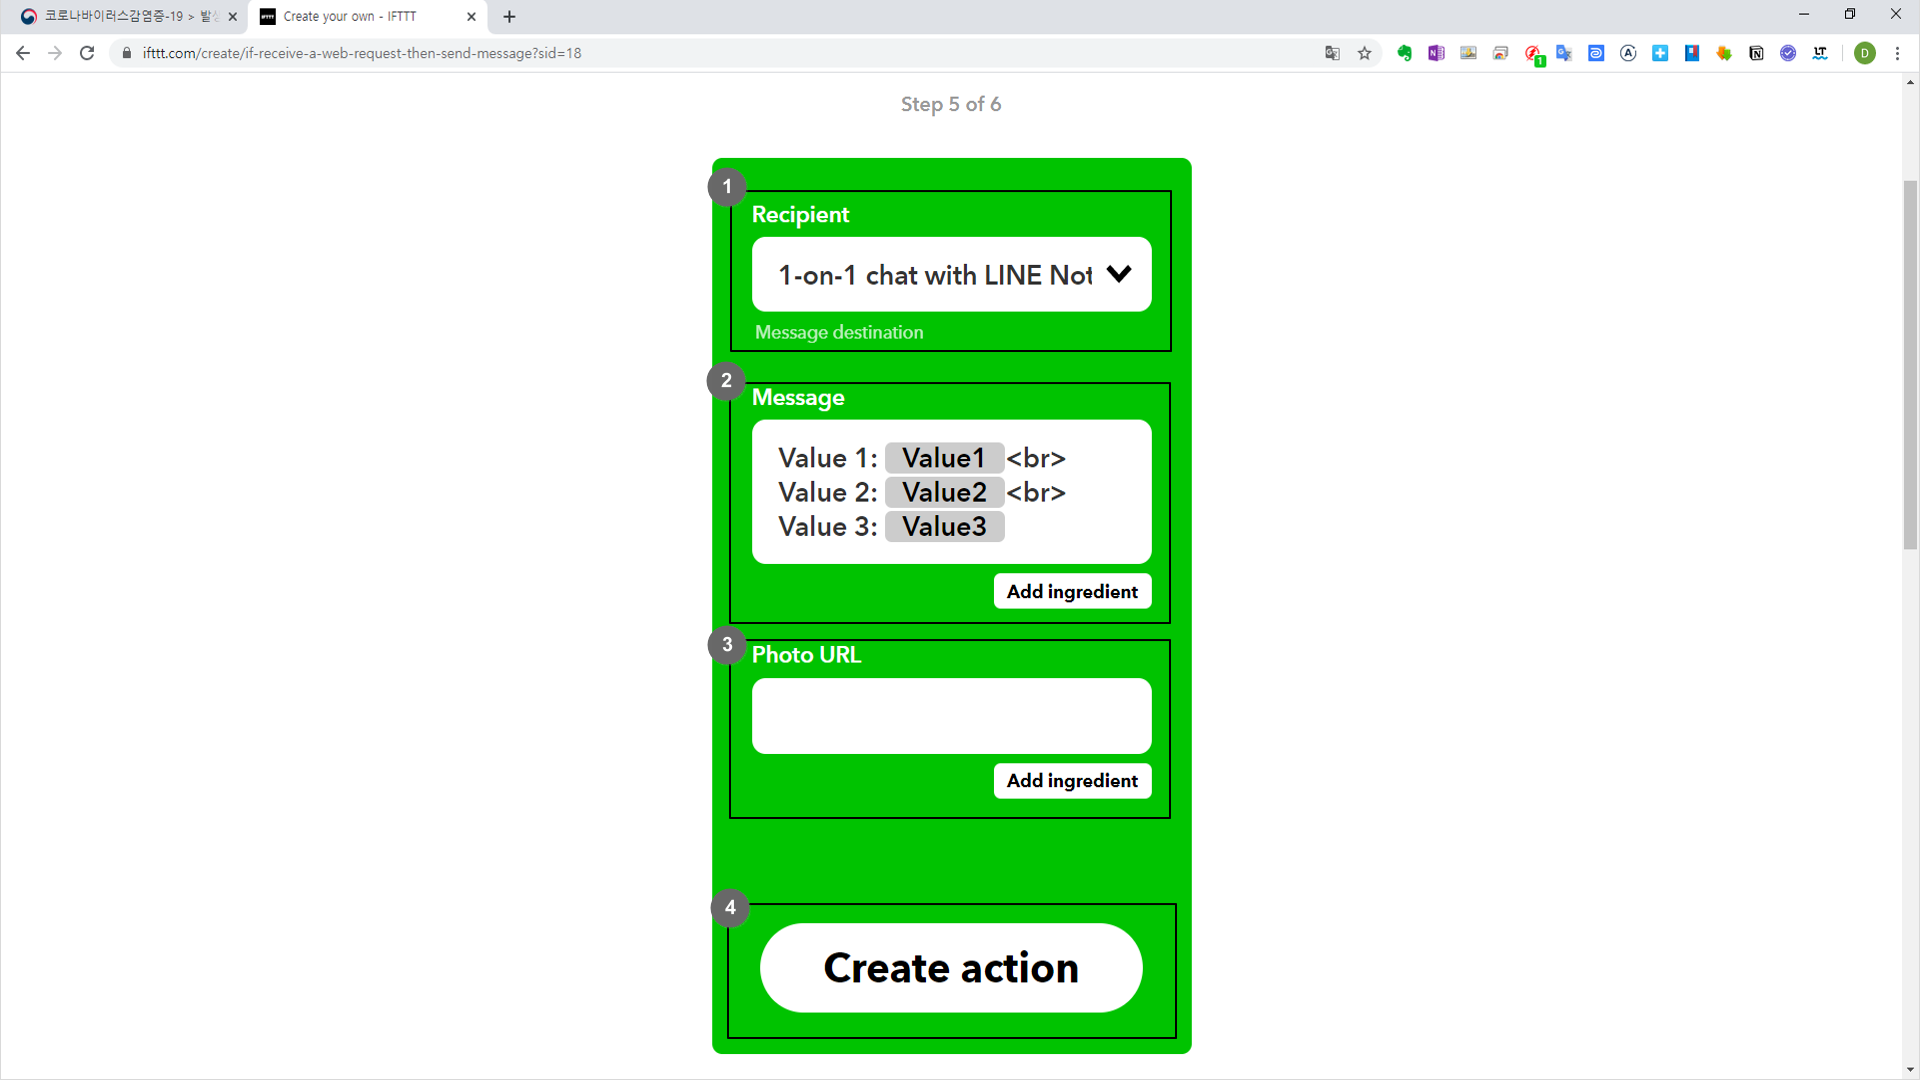 코로나바이러스감염증-19 > 발생
Create your own - IFTTT
ifttt.com/create/if-receive-a-web-request-then-send-message?sid=18
1
D
Step 5 of 6
1
Recipient
1-on-1 chat with LINE Not
Message destination
2
Message
Value 1: Value1 <br>
Value 2: Value2 <br>
Value 3: Value3
Add ingredient
3
Photo URL
Add ingredient
4
Create action